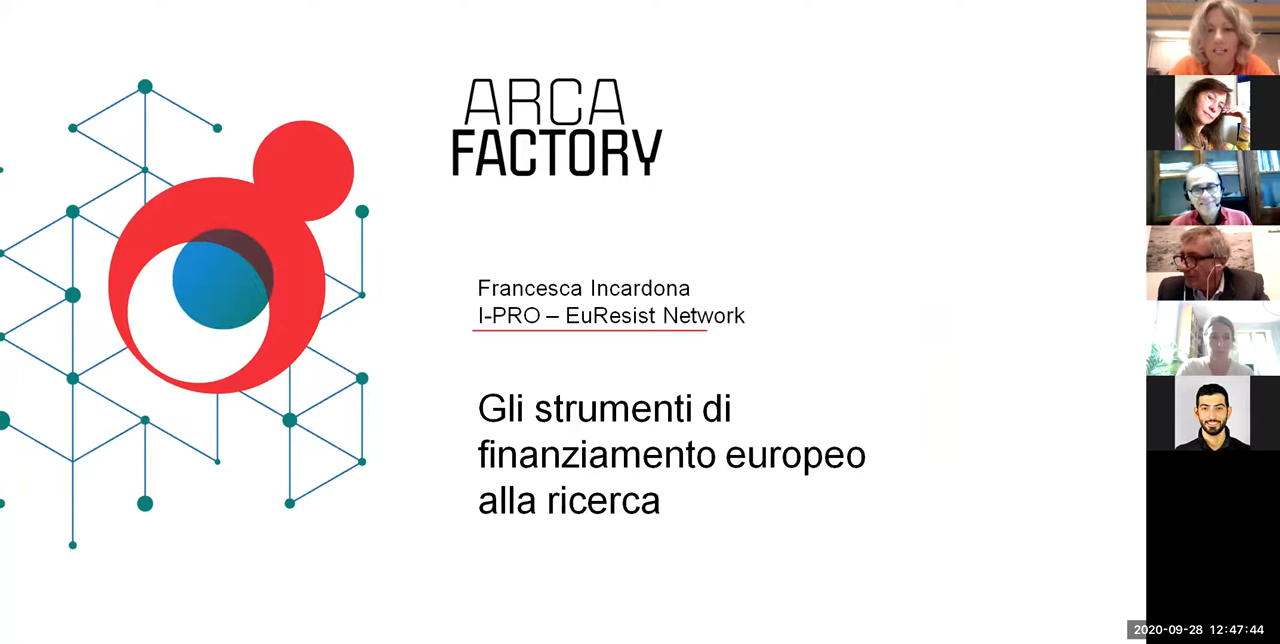 ARCA
FACTORY
Francesca Incardona
I-PRO – EuResist Network
Gli strumenti di
finanziamento europeo
alla ricerca
2020-09-28 12:47:44